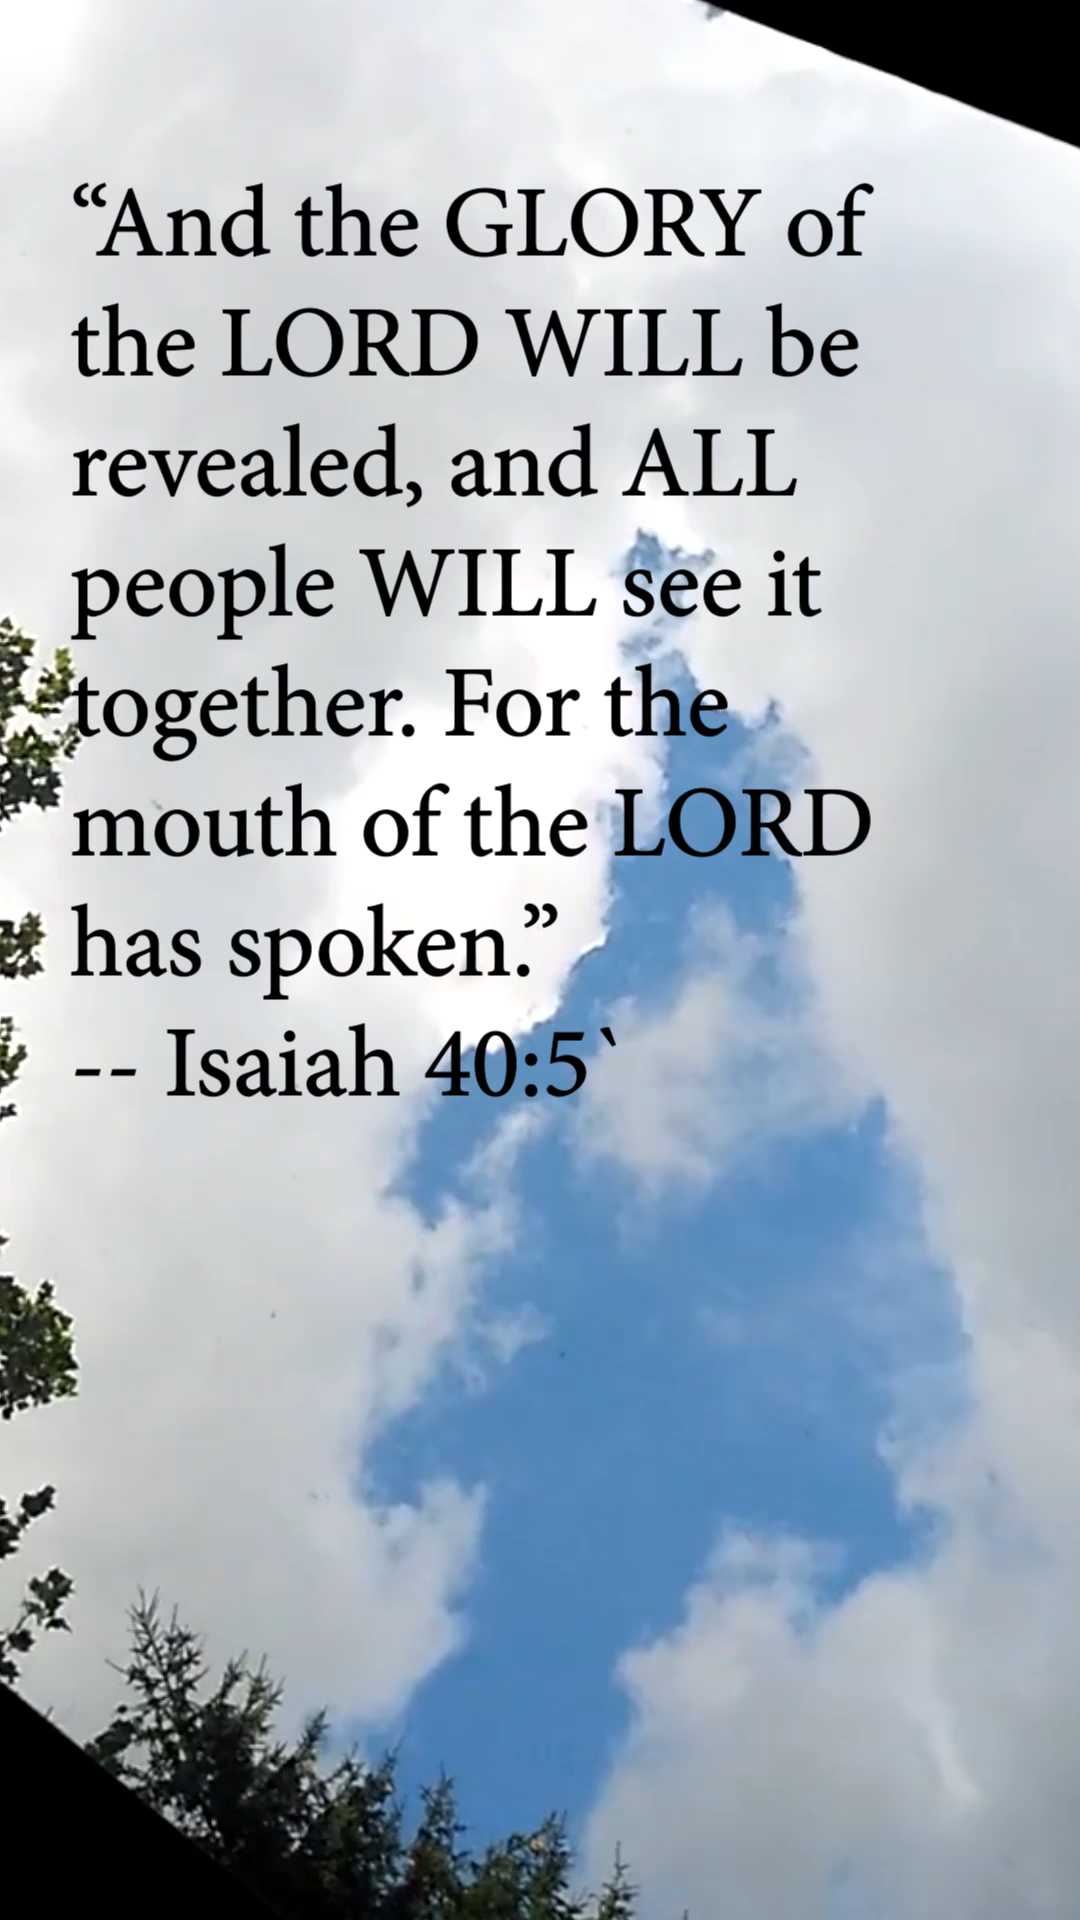 “And the GLORY of
the LORD WILL be
revealed, and ALL
people WILL see it
together. For the
mouth of the LORD
has spoken.”
-- Isaiah 40:5`